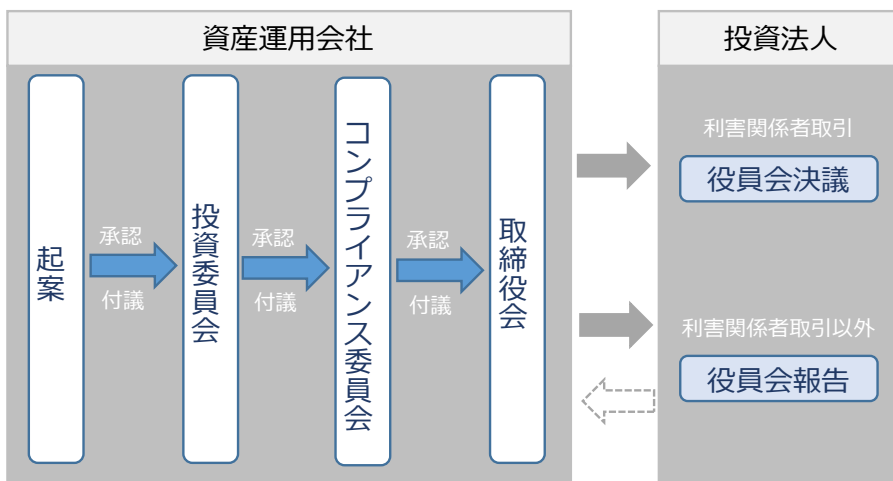 資産運用会社
投資法人
起案
承認
付議
投資委員会
承認
付議
コンプライアンス委員会
承認
付議
取締役会
利害関係者取引
役員会決議
利害関係者取引以外
役員会報告